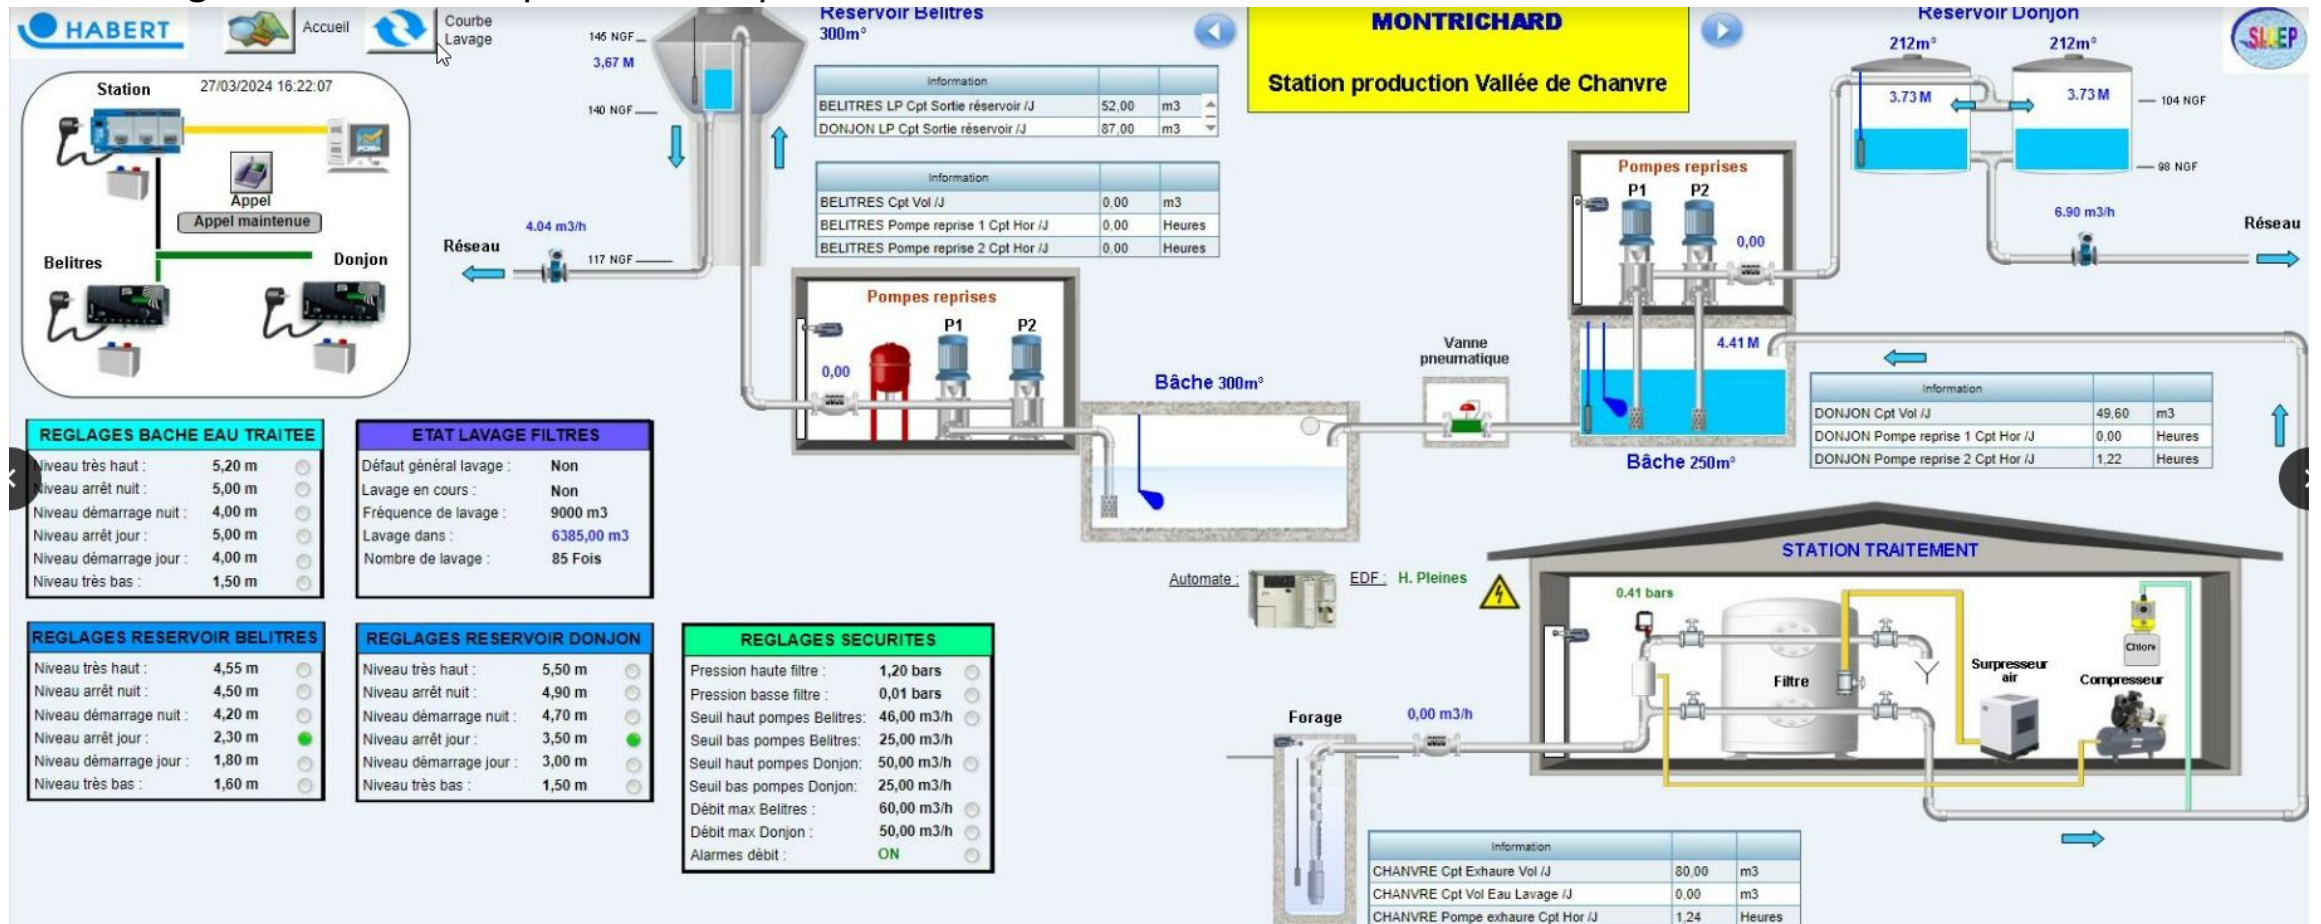 HABERT
Accueil
Courbe
Lavage
Station
27/03/2024 16:22:07
Appel
Appel maintenue
Belitres
Donjon
Reservoir Belitres
300m³
145 NGF
3,67 M
140 NGF
117 NGF
4.04 m3/h
Réseau
Information
BELITRES LP Cpt Sortie réservoir /J 52,00 m3
DONJON LP Cpt Sortie réservoir /J 87,00 m3
Information
BELITRES Cpt Vol /J 0,00 m3
BELITRES Pompe reprise 1 Cpt Hor /J 0,00 Heures
BELITRES Pompe reprise 2 Cpt Hor /J 0,00 Heures
MONTRICHARD
Station production Vallée de Chanvre
Reservoir Donjon
212m³ 212m³
3.73 M 3.73 M
104 NGF
98 NGF
6.90 m3/h
Réseau
SIAEP
Pompes reprises
P1 P2
0,00
4.41 M
Bâche 250m³
Pompes reprises
P1 P2
0,00
Bâche 300m³
Vanne
pneumatique
Information
DONJON Cpt Vol /J 49,60 m3
DONJON Pompe reprise 1 Cpt Hor /J 0,00 Heures
DONJON Pompe reprise 2 Cpt Hor /J 1,22 Heures
REGLAGES BACHE EAU TRAITEE
Niveau très haut : 5,20 m
Niveau arrêt nuit : 5,00 m
Niveau démarrage nuit : 4,00 m
Niveau arrêt jour : 5,00 m
Niveau démarrage jour : 4,00 m
Niveau très bas : 1,50 m
ETAT LAVAGE FILTRES
Défaut général lavage : Non
Lavage en cours : Non
Fréquence de lavage : 9000 m3
Lavage dans : 6385,00 m3
Nombre de lavage : 85 Fois
REGLAGES RESERVOIR BELITRES
Niveau très haut : 4,55 m
Niveau arrêt nuit : 4,50 m
Niveau démarrage nuit : 4,20 m
Niveau arrêt jour : 2,30 m
Niveau démarrage jour : 1,80 m
Niveau très bas : 1,60 m
REGLAGES RESERVOIR DONJON
Niveau très haut : 5,50 m
Niveau arrêt nuit : 4,90 m
Niveau démarrage nuit : 4,70 m
Niveau arrêt jour : 3,50 m
Niveau démarrage jour : 3,00 m
Niveau très bas : 1,50 m
REGLAGES SECURITES
Pression haute filtre : 1,20 bars
Pression basse filtre : 0,01 bars
Seuil haut pompes Belitres: 46,00 m3/h
Seuil bas pompes Belitres: 25,00 m3/h
Seuil haut pompes Donjon: 50,00 m3/h
Seuil bas pompes Donjon: 25,00 m3/h
Débit max Belitres : 60,00 m3/h
Débit max Donjon : 50,00 m3/h
Alarmes débit : ON
Automate :
EDF : H. Pleines
STATION TRAITEMENT
0.41 bars
Filtre
Surpresseur
air
Compresseur
Chlore
Forage
0,00 m3/h
Information
CHANVRE Cpt Exhaure Vol /J 80,00 m3
CHANVRE Cpt Vol Eau Lavage /J 0,00 m3
CHANVRE Pompe exhaure Cpt Hor /J 1,24 Heures